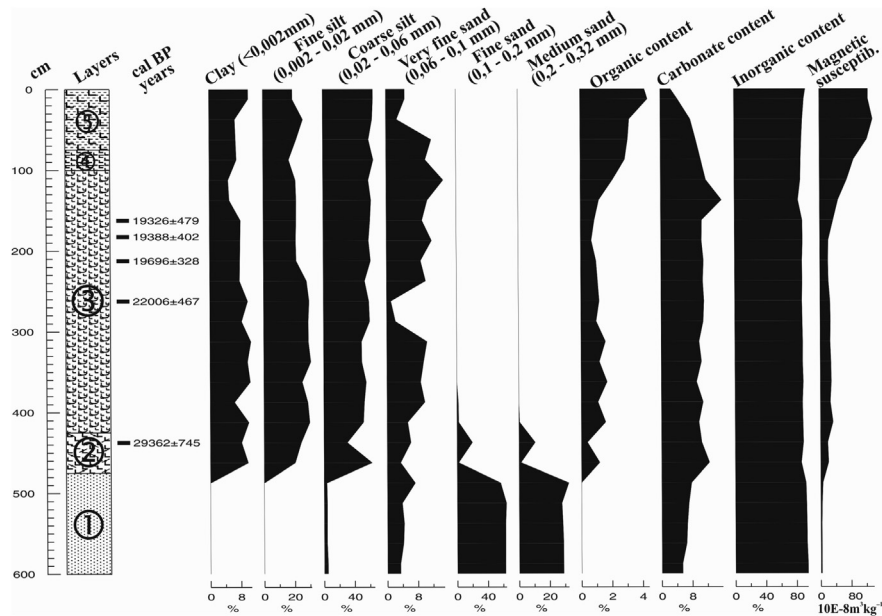 cm
Layers
cal BP
years
Clay (<0,002mm)
Fine silt
(0,002 - 0,02 mm)
Coarse silt
(0,02 - 0,06 mm)
Very fine sand
(0,06 - 0,1 mm)
Fine sand
(0,1 - 0,2 mm)
Medium sand
(0,2 - 0,32 mm)
Organic content
Carbonate content
Inorganic content
Magnetic
susceptib.
0
100
200
300
400
500
600
⑤
④
③
②
①
19326±479
19388±402
19696±328
22006±467
29362±745
0 8 0 20 0 40 0 8 0 40 0 20 0 2 4 0 8 0 40 80 0 80
% % % % % % % % % 10E-8m³kg⁻¹